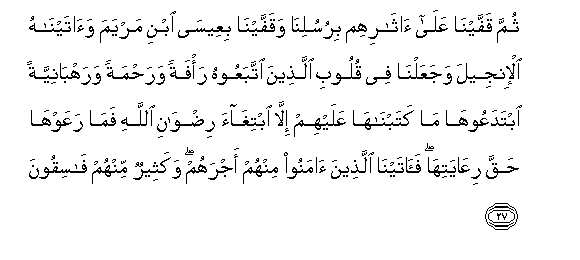 ثُمَّ قَفَّيْنَا عَلَىٰٓ ءَاثَـٰرِهِم بِرُسُلِنَا وَقَفَّيْنَا بِعِيسَى ٱبْنِ مَرْيَمَ وَءَاتَيْنَـٰهُ
ٱلْإِنجِيلَ وَجَعَلْنَا فِى قُلُوبِ ٱلَّذِينَ ٱتَّبَعُوهُ رَأْفَةً وَرَحْمَةً وَرَهْبَانِيَّةً
ٱبْتَدَعُوهَا مَا كَتَبْنَـٰهَا عَلَيْهِمْ إِلَّا ٱبْتِغَآءَ رِضْوَٰنِ ٱللَّهِ فَمَا رَعَوْهَا
حَقَّ رِعَايَتِهَا ۖ فَـَٔاتَيْنَا ٱلَّذِينَ ءَامَنُوا۟ مِنْهُمْ أَجْرَهُمْ ۖ وَكَثِيرٌ مِّنْهُمْ فَـٰسِقُونَ
٢٧